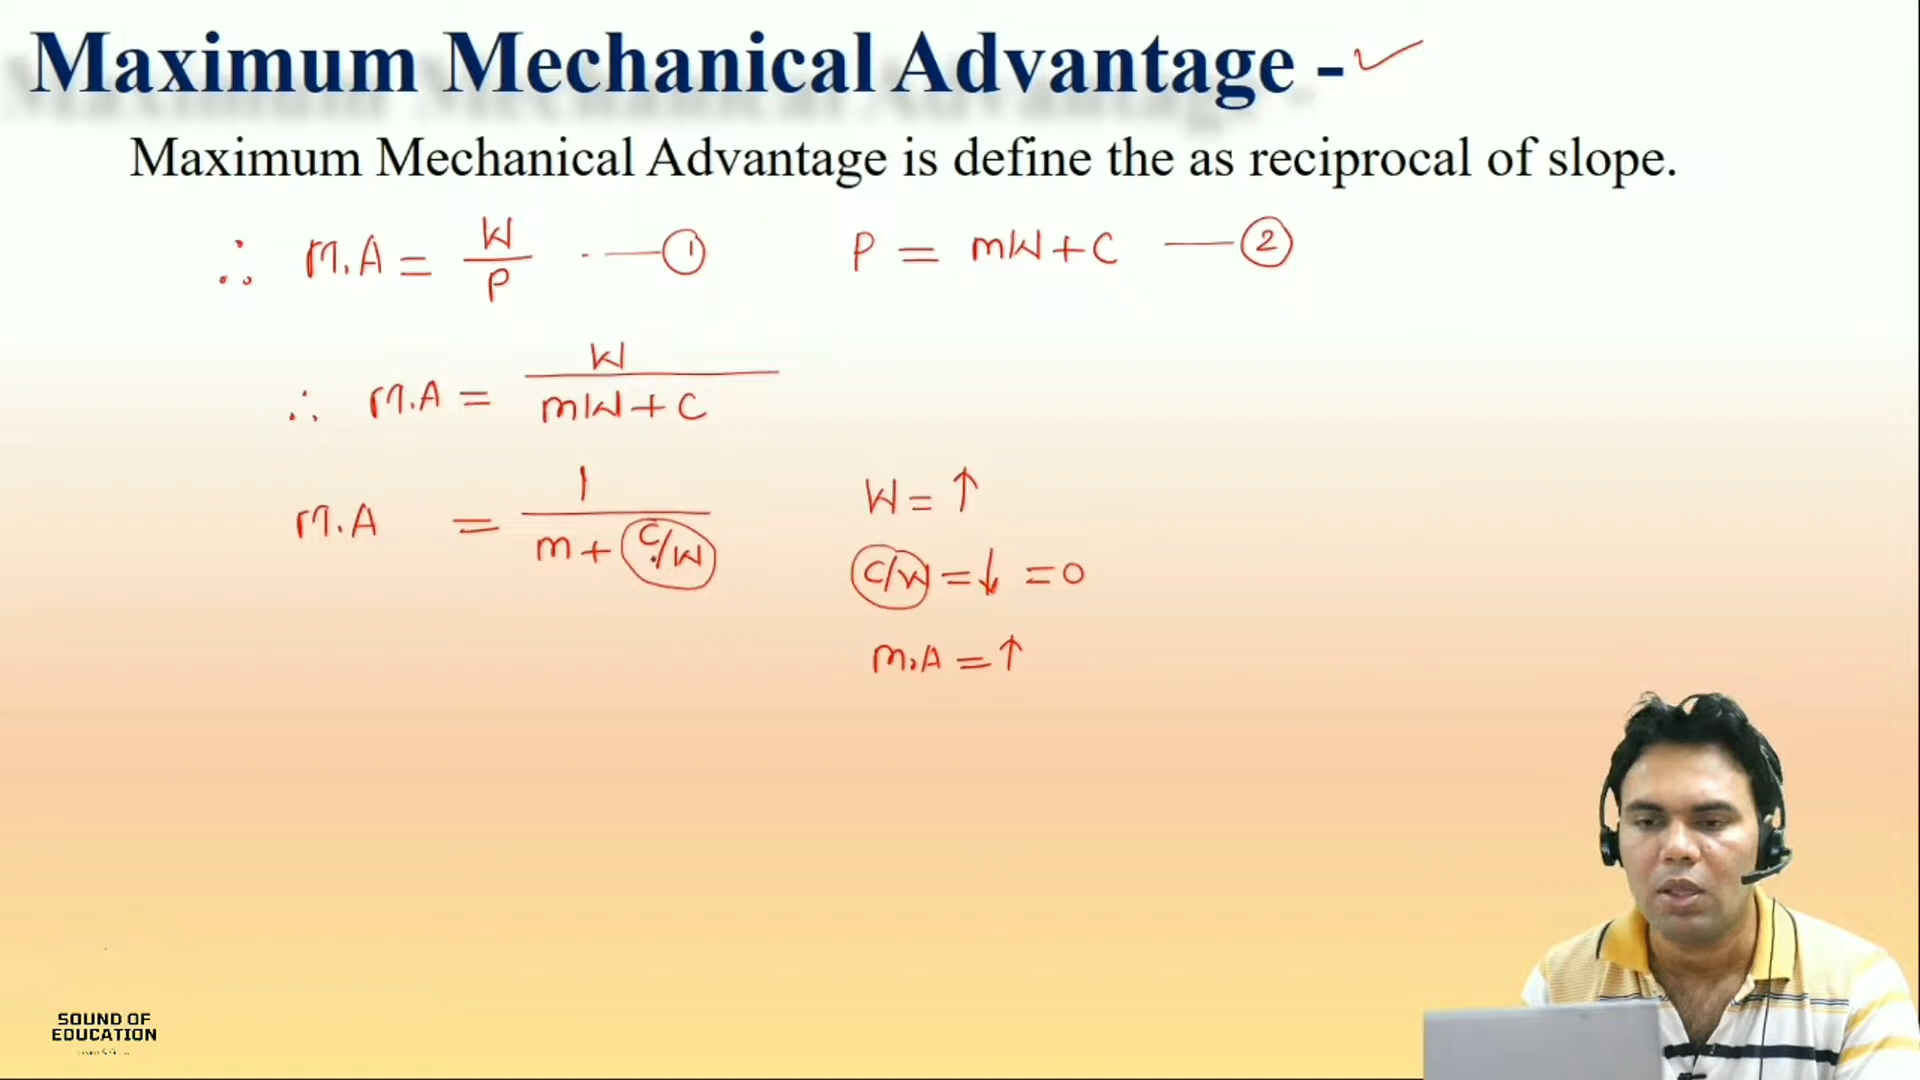 Maximum Mechanical Advantage - ✓
Maximum Mechanical Advantage is define the as reciprocal of slope.
∴ M.A = W/P ——①
P = mW+C ——②
∴ M.A = W/(mW+C)
M.A = 1/(m+C/W)
W = ↑
C/W = ↓ = 0
M.A = ↑
SOUND OF
EDUCATION